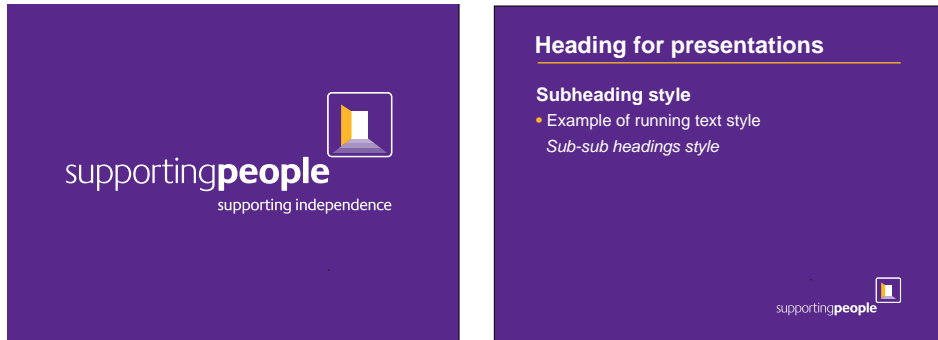 supportingpeople
supporting independence
Heading for presentations
Subheading style
• Example of running text style
Sub-sub headings style
supportingpeople